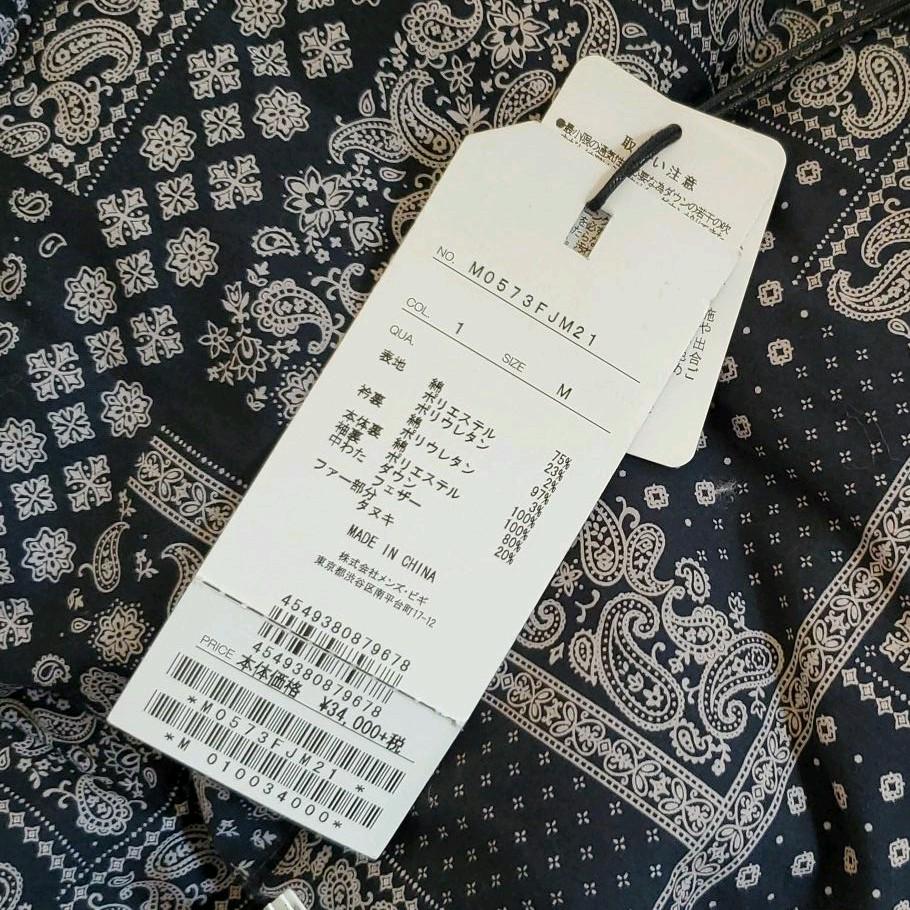 取扱い注意
NO. M0573FJM21
COL. 1 SIZE M
QUA.
表地 綿 75%
ポリエステル 23%
ポリウレタン 2%
衿裏 綿 97%
ポリウレタン 3%
本体裏 綿 100%
袖裏 ポリエステル 100%
中わた ダウン 80%
フェザー 20%
ファー部分
タヌキ
MADE IN CHINA
株式会社メンズ・ビギ
東京都渋谷区南平台町17-12
4549380879678
4549380879678
PRICE 本体価格
¥34,000+税
*M0573FJM21*
*M 01003400*